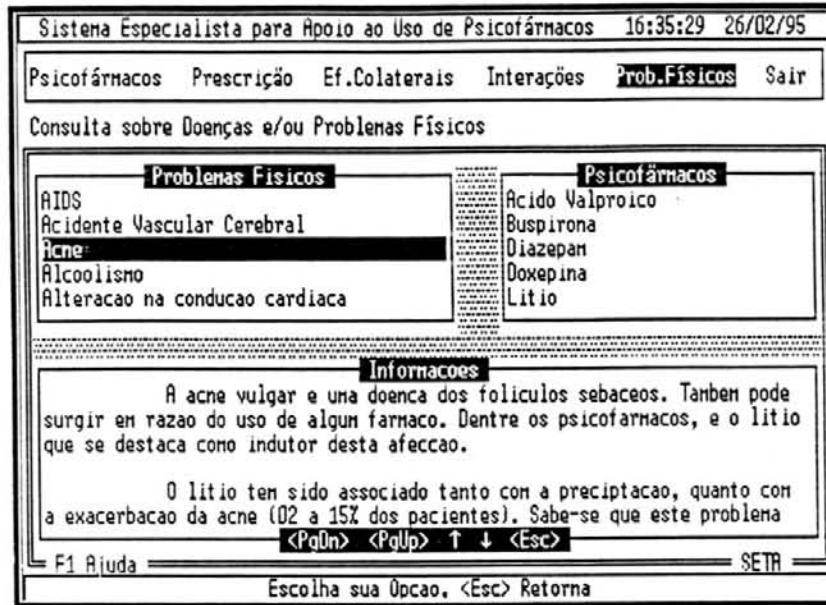 Sistema Especialista para Apoio ao Uso de Psicofármacos 16:35:29 26/02/95
Psicofármacos Prescrição Ef.Colaterais Interações Prob.Físicos Sair
Consulta sobre Doenças e/ou Problemas Físicos
Problemas Fisicos
AIDS
Acidente Vascular Cerebral
Acne
Alcoolismo
Alteracao na conducao cardiaca
Psicofärmacos
Acido Valproico
Buspirona
Diazepam
Doxepina
Litio
Informacoes
A acne vulgar e uma doenca dos foliculos sebaceos. Tambem pode
surgir em razao do uso de algum farmaco. Dentre os psicofarmacos, e o litio
que se destaca como indutor desta afeccao.
O litio tem sido associado tanto com a preciptacao, quanto com
a exacerbacao da acne (02 a 15% dos pacientes). Sabe-se que este problema
<PgDn> <PgUp> ↑ ↓ <Esc>
F1 Ajuda SETA
Escolha sua Opcao. <Esc> Retorna